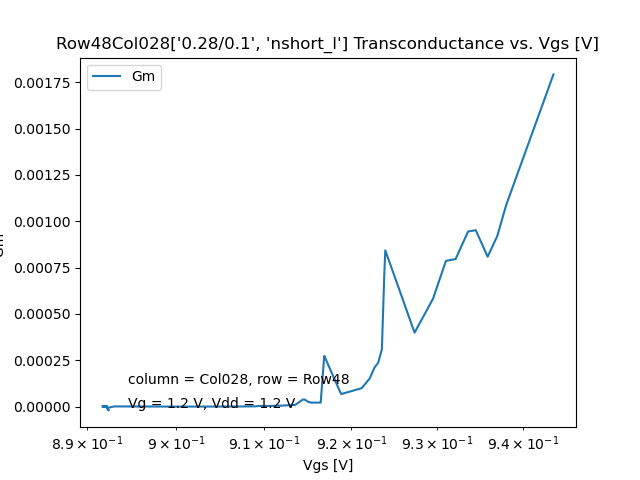 Row48Col028['0.28/0.1', 'nshort_l'] Transconductance vs. Vgs [V]
Gm
0.00175
0.00150
0.00125
0.00100
0.00075
0.00050
0.00025
0.00000
Gm
column = Col028, row = Row48
Vg = 1.2 V, Vdd = 1.2 V
8.9 × 10⁻¹ 9 × 10⁻¹ 9.1 × 10⁻¹ 9.2 × 10⁻¹ 9.3 × 10⁻¹ 9.4 × 10⁻¹
Vgs [V]